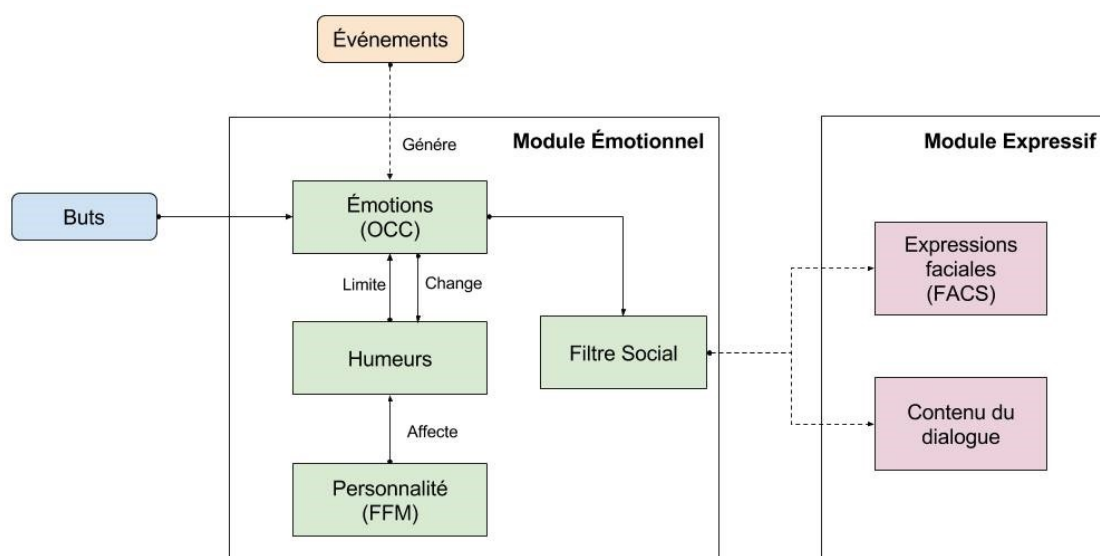 Événements
Génére
Module Émotionnel
Module Expressif
Buts
Émotions
(OCC)
Limite
Change
Expressions
faciales
(FACS)
Humeurs
Filtre Social
Affecte
Contenu du
dialogue
Personnalité
(FFM)